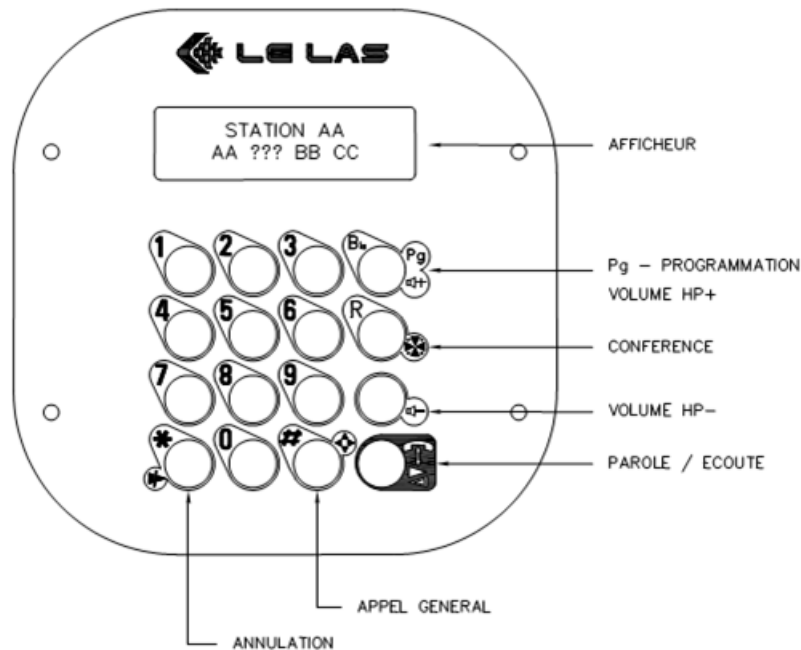 LE LAS
STATION AA
AA ??? BB CC
AFFICHEUR
1 2 3 Bis Pg
Pg - PROGRAMMATION
VOLUME HP+
4 5 6 R
CONFERENCE
7 8 9
VOLUME HP-
* 0 #
PAROLE / ECOUTE
APPEL GENERAL
ANNULATION